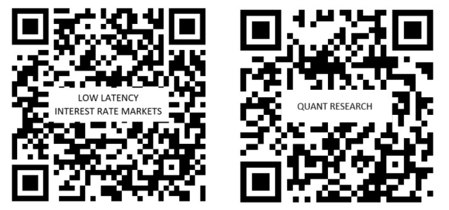 LOW LATENCY
INTEREST RATE MARKETS
QUANT RESEARCH